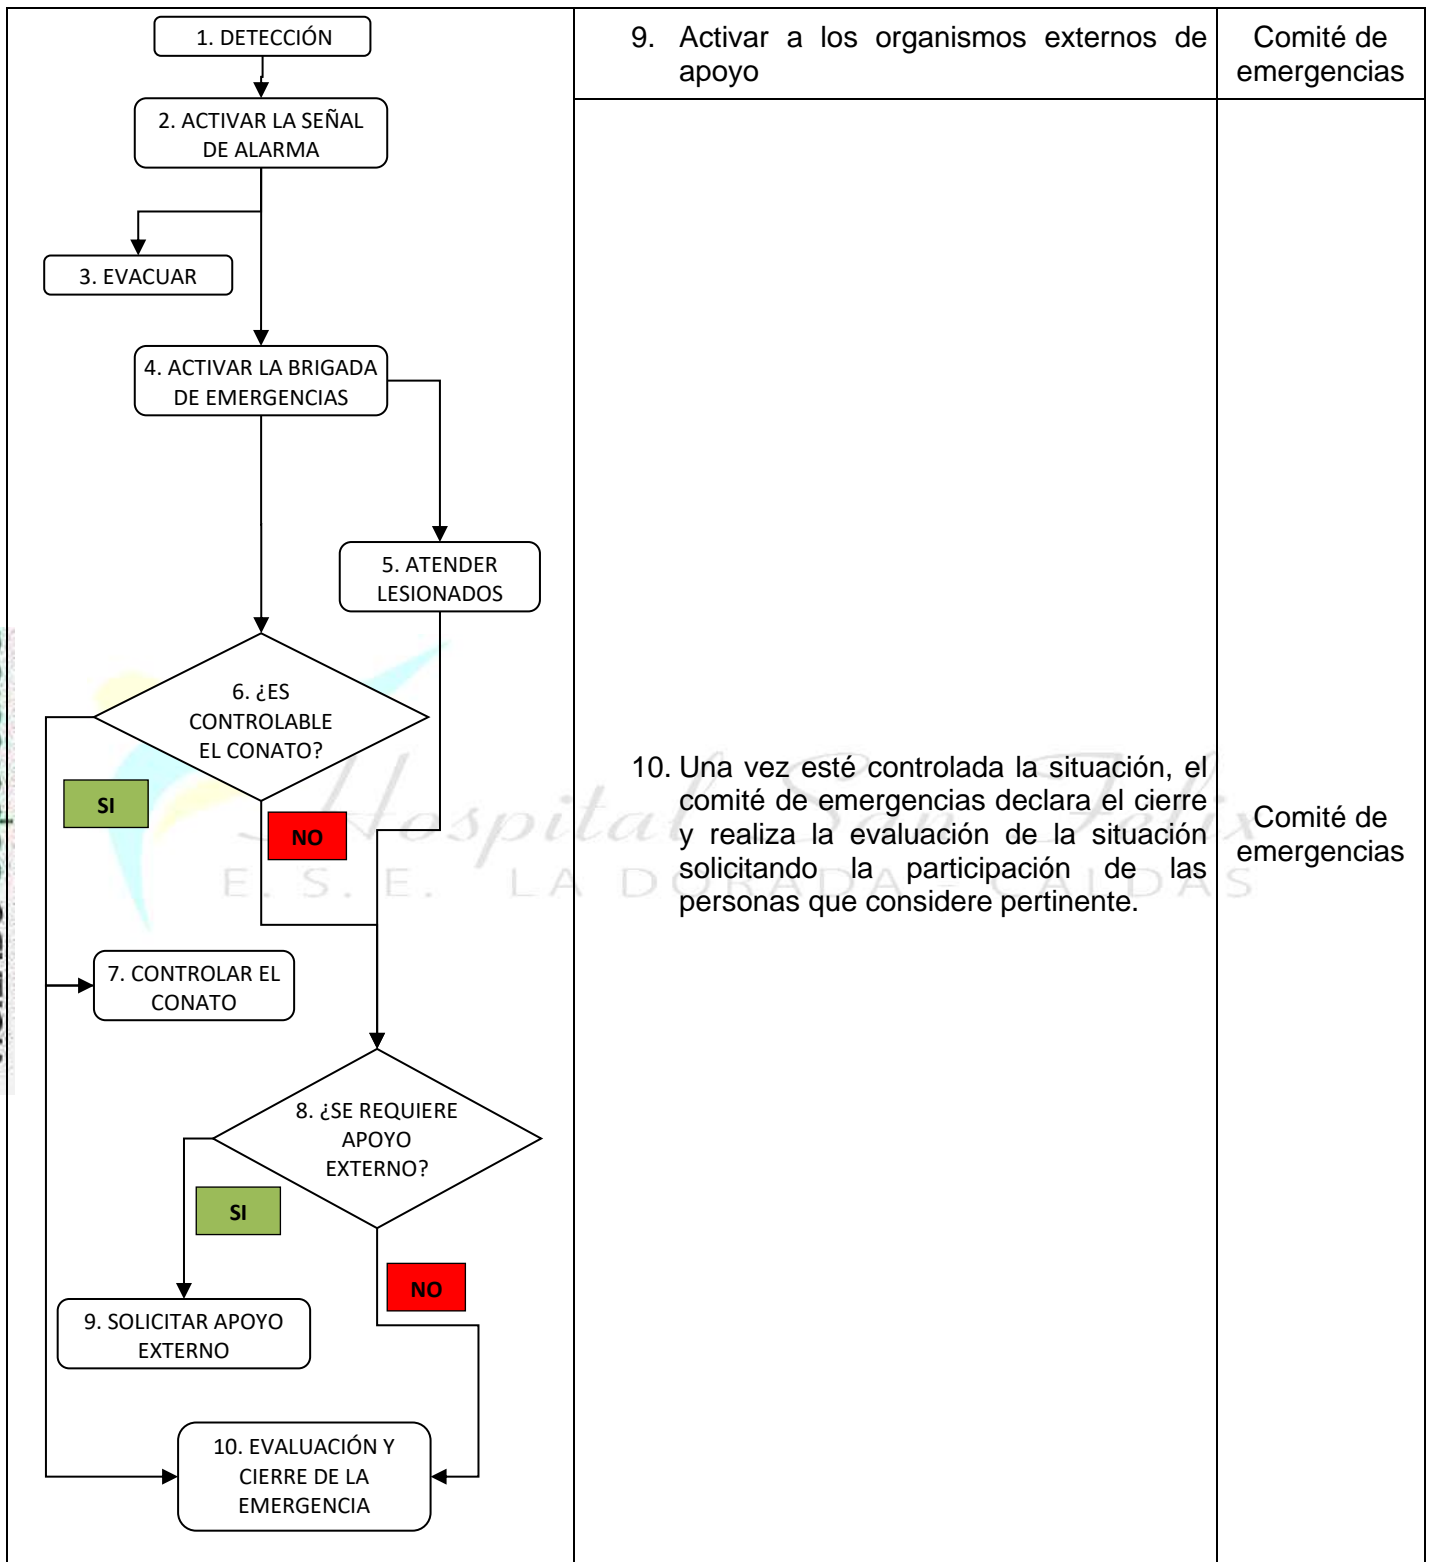 1. DETECCIÓN
2. ACTIVAR LA SEÑAL
DE ALARMA
3. EVACUAR
4. ACTIVAR LA BRIGADA
DE EMERGENCIAS
5. ATENDER
LESIONADOS
6. ¿ES
CONTROLABLE
EL CONATO?
SI
NO
7. CONTROLAR EL
CONATO
8. ¿SE REQUIERE
APOYO
EXTERNO?
SI
NO
9. SOLICITAR APOYO
EXTERNO
10. EVALUACIÓN Y
CIERRE DE LA
EMERGENCIA
9. Activar a los organismos externos de
apoyo
Comité de
emergencias
10. Una vez esté controlada la situación, el
comité de emergencias declara el cierre
y realiza la evaluación de la situación
solicitando la participación de las
personas que considere pertinente.
Comité de
emergencias
Hospital San Felix
E. S. E. LA DORADA - CALDAS